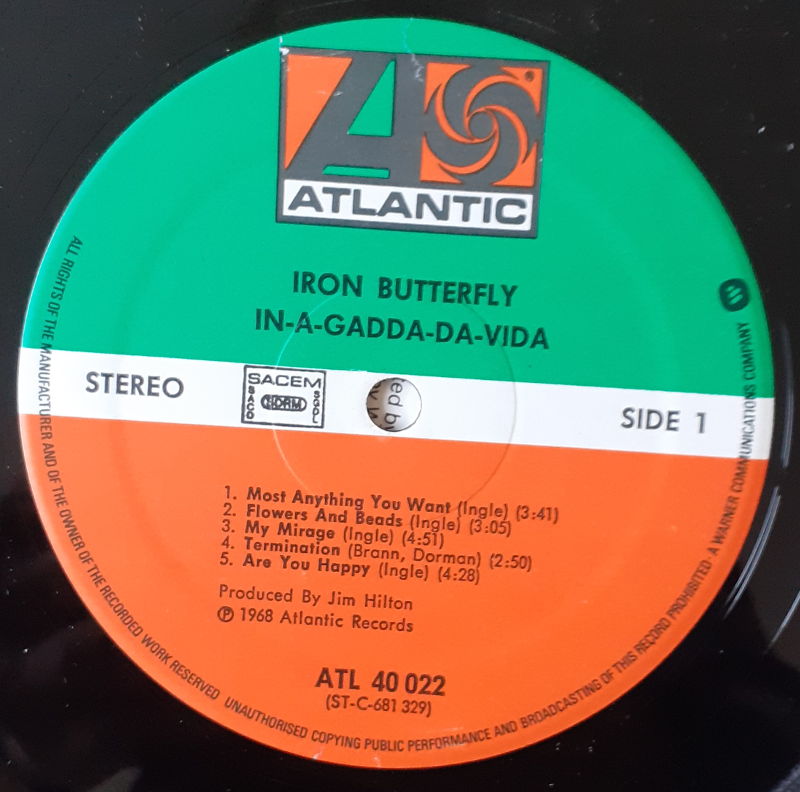 ATLANTIC
®
IRON BUTTERFLY
IN-A-GADDA-DA-VIDA
STEREO
SACEM
SACD
SDRM
SGDL
SIDE 1
1. Most Anything You Want (Ingle) (3:41)
2. Flowers And Beads (Ingle) (3:05)
3. My Mirage (Ingle) (4:51)
4. Termination (Brann, Dorman) (2:50)
5. Are You Happy (Ingle) (4:28)
Produced By Jim Hilton
℗ 1968 Atlantic Records
ATL 40 022
(ST-C-681 329)
ALL RIGHTS OF THE MANUFACTURER AND OF THE OWNER OF THE RECORDED WORK RESERVED UNAUTHORISED COPYING PUBLIC PERFORMANCE AND BROADCASTING OF THIS RECORD PROHIBITED · A WARNER COMMUNICATIONS COMPANY